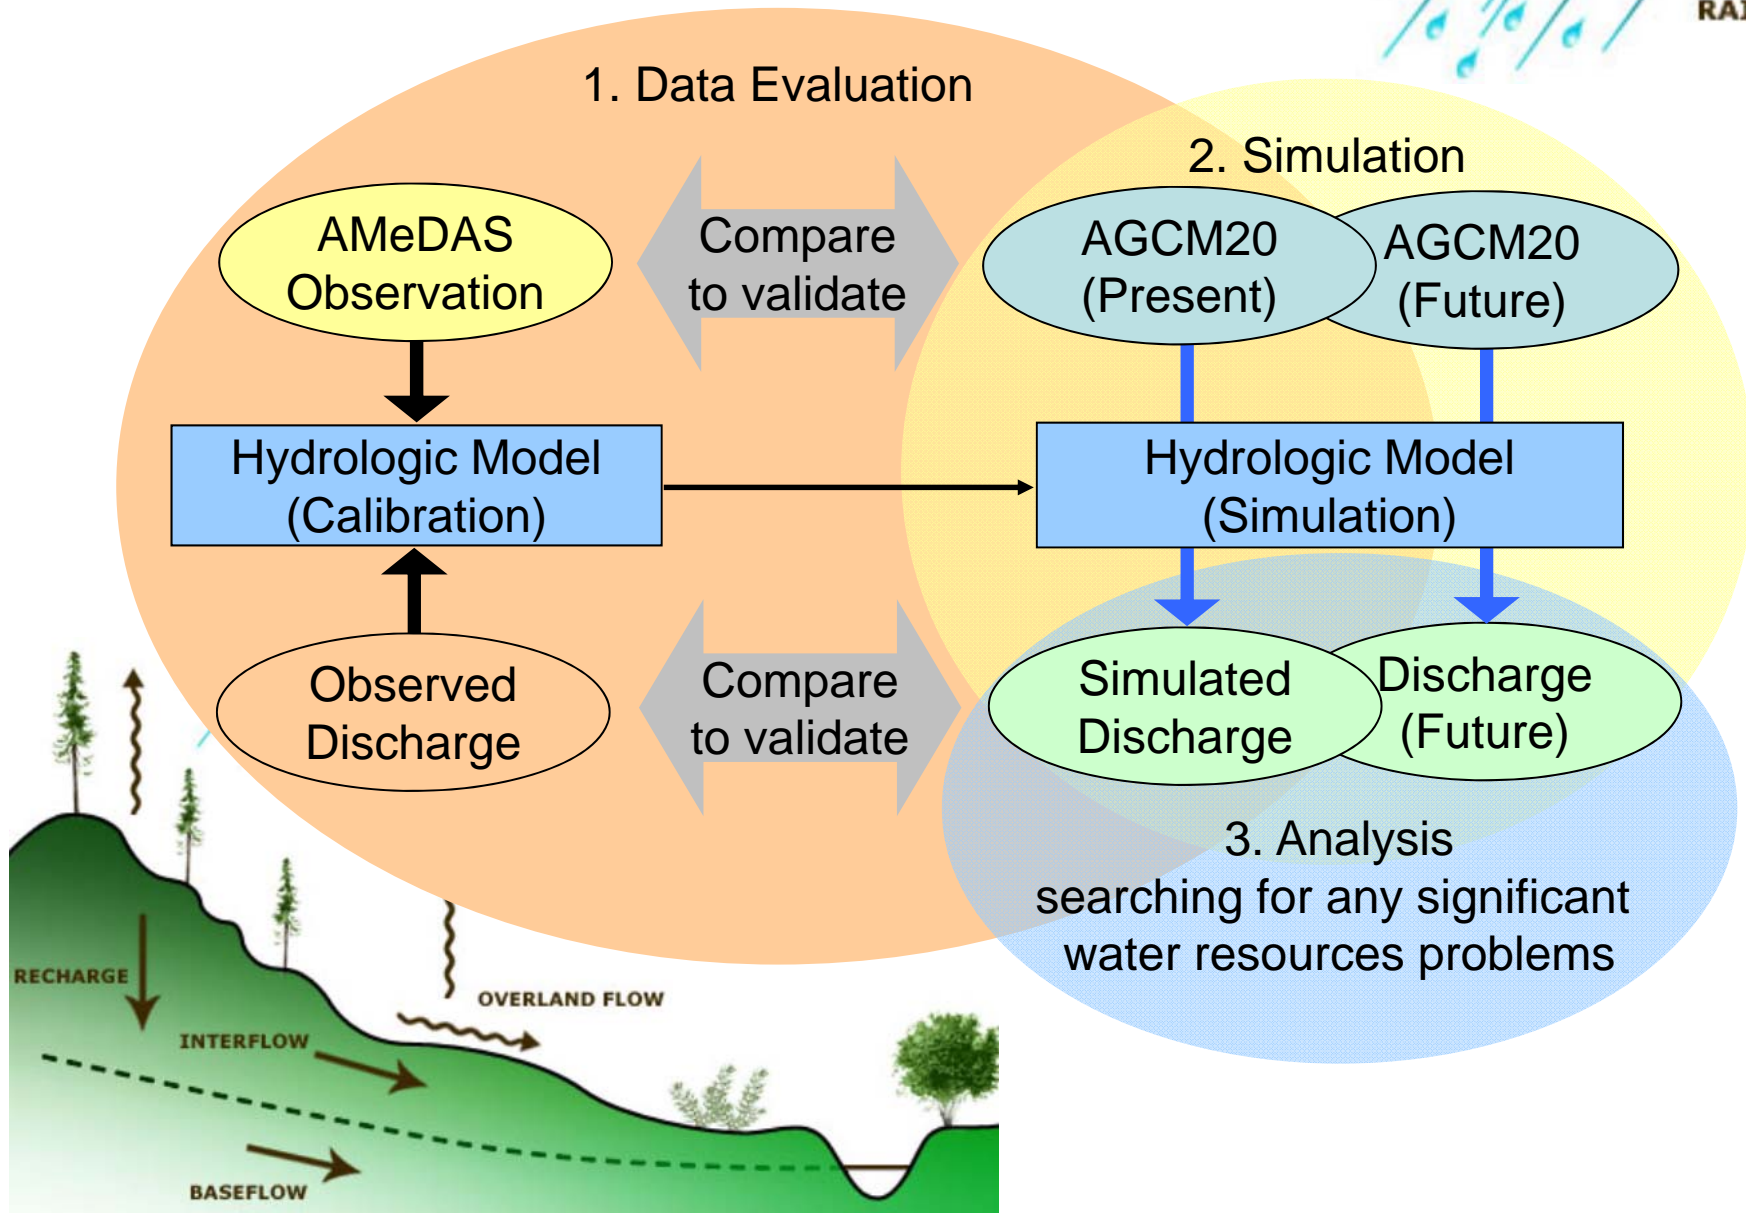 1. Data Evaluation
2. Simulation
AMeDAS
Observation
Compare
to validate
AGCM20
(Present)
AGCM20
(Future)
Hydrologic Model
(Calibration)
Hydrologic Model
(Simulation)
Observed
Discharge
Compare
to validate
Simulated
Discharge
Discharge
(Future)
3. Analysis
searching for any significant
water resources problems
RECHARGE
OVERLAND FLOW
INTERFLOW
BASEFLOW